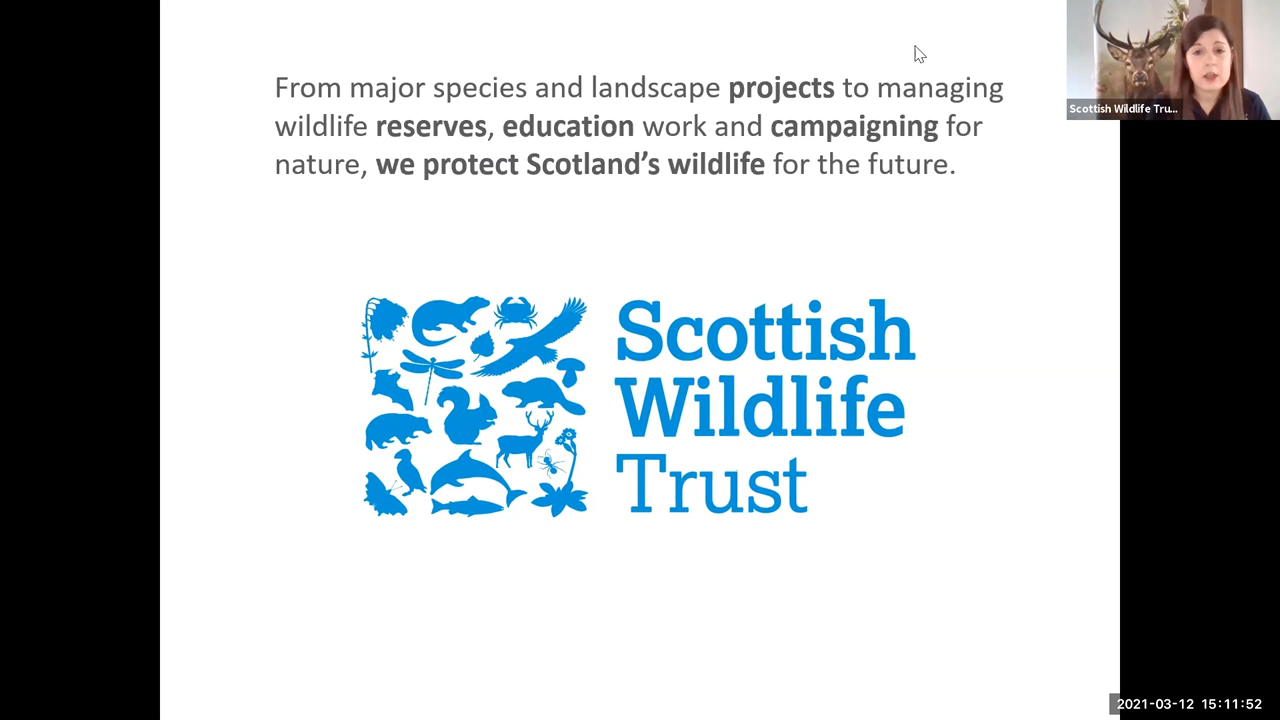 From major species and landscape projects to managing
wildlife reserves, education work and campaigning for
nature, we protect Scotland’s wildlife for the future.
Scottish Wildlife Tru...
Scottish
Wildlife
Trust
2021-03-12 15:11:52